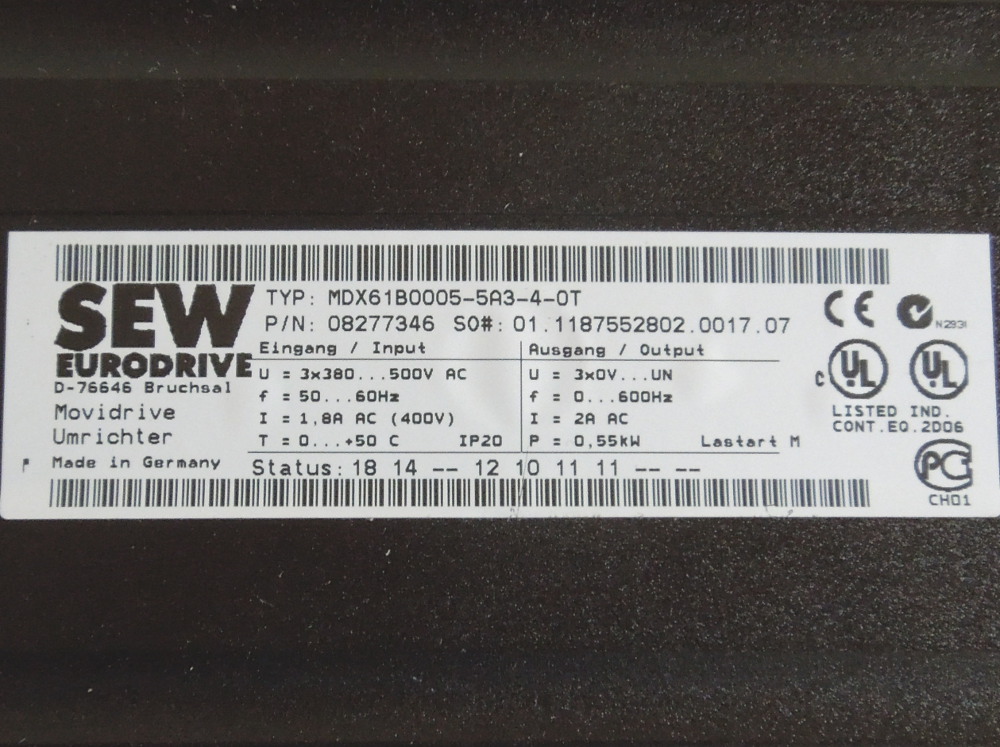 SEW
EURODRIVE
D-76646 Bruchsal
Movidrive
Umrichter
Made in Germany
TYP: MDX61B0005-5A3-4-0T
P/N: 08277346 SO#: 01.1187552802.0017.07
Eingang / Input
U = 3x380...500V AC
f = 50...60Hz
I = 1,8A AC (400V)
T = 0...+50 C IP20
Ausgang / Output
U = 3x0V...UN
f = 0...600Hz
I = 2A AC
P = 0,55kW Lastart M
Status: 18 14 -- 12 10 11 11 -- --
CE
N2931
c UL UL
LISTED IND.
CONT.EQ.2D06
PC
CH01